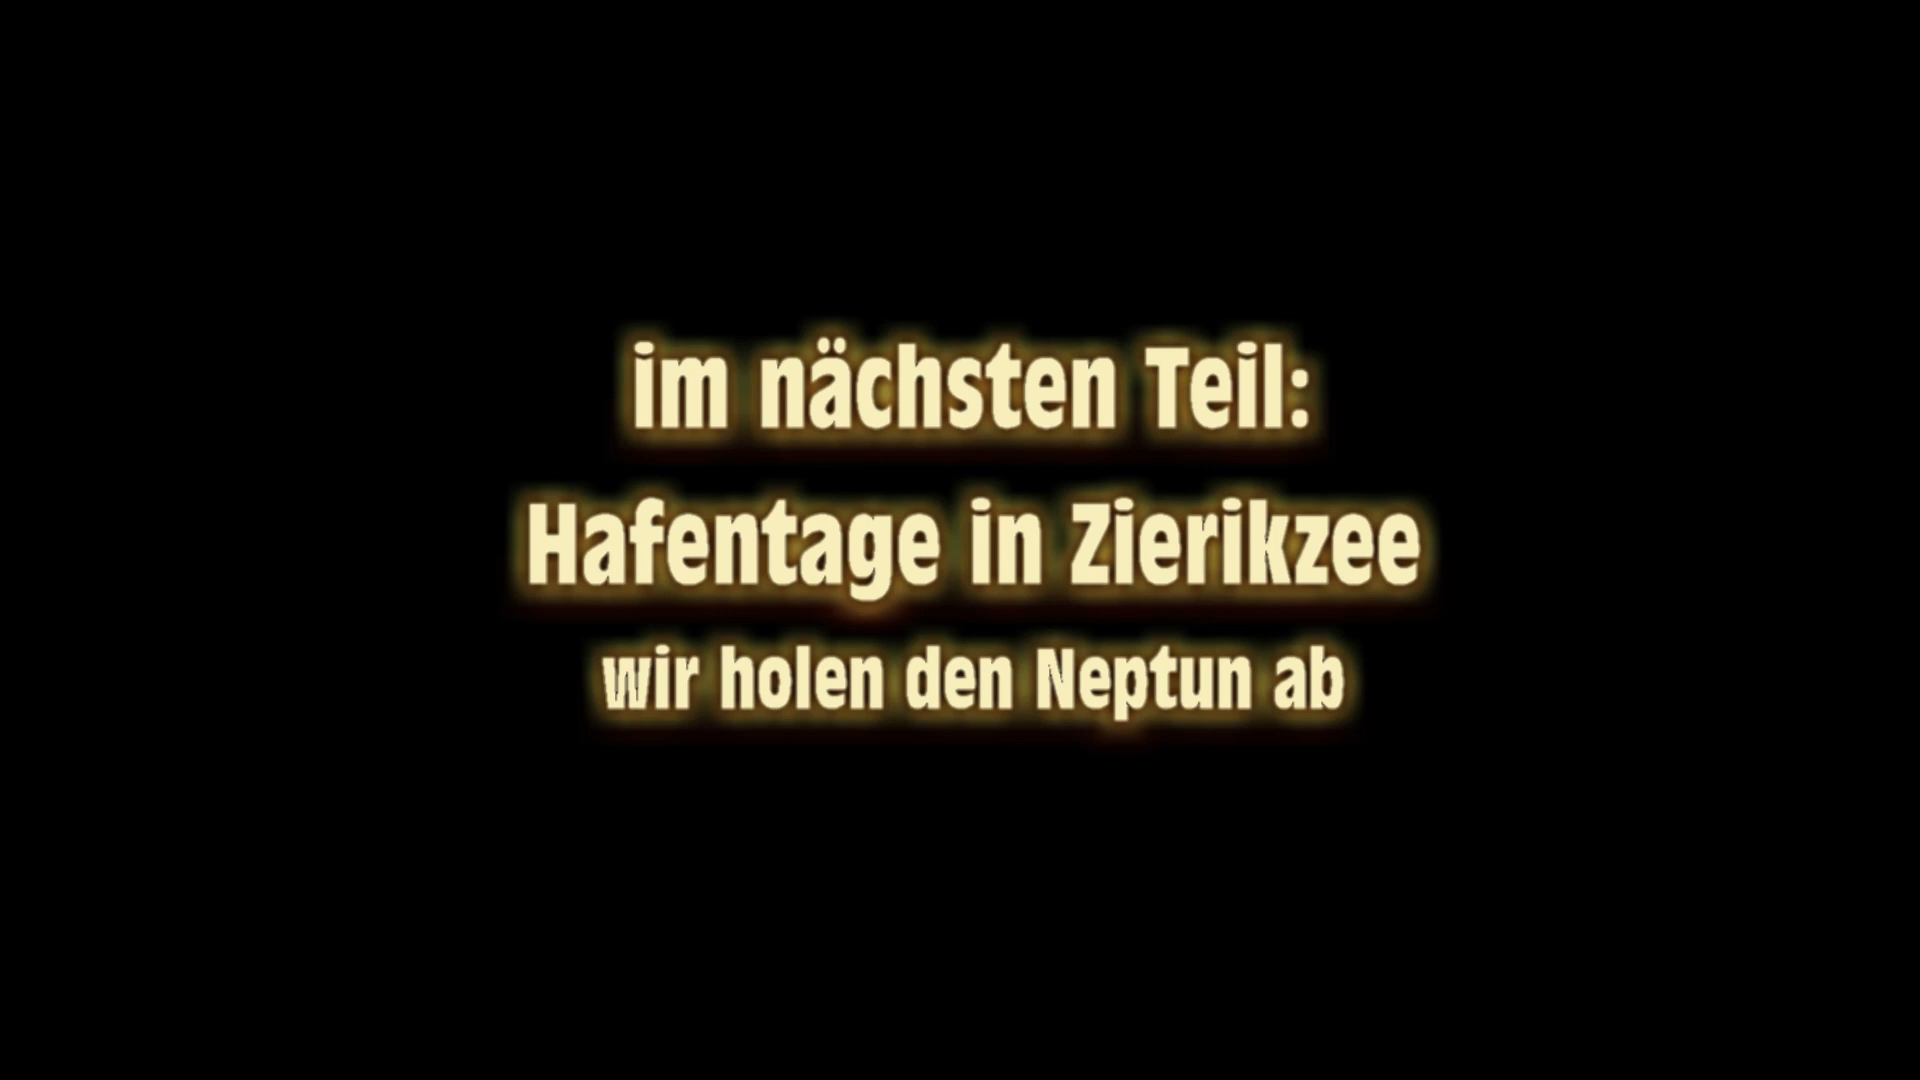 im nächsten Teil:
Hafentage in Zierikzee
wir holen den Neptun ab